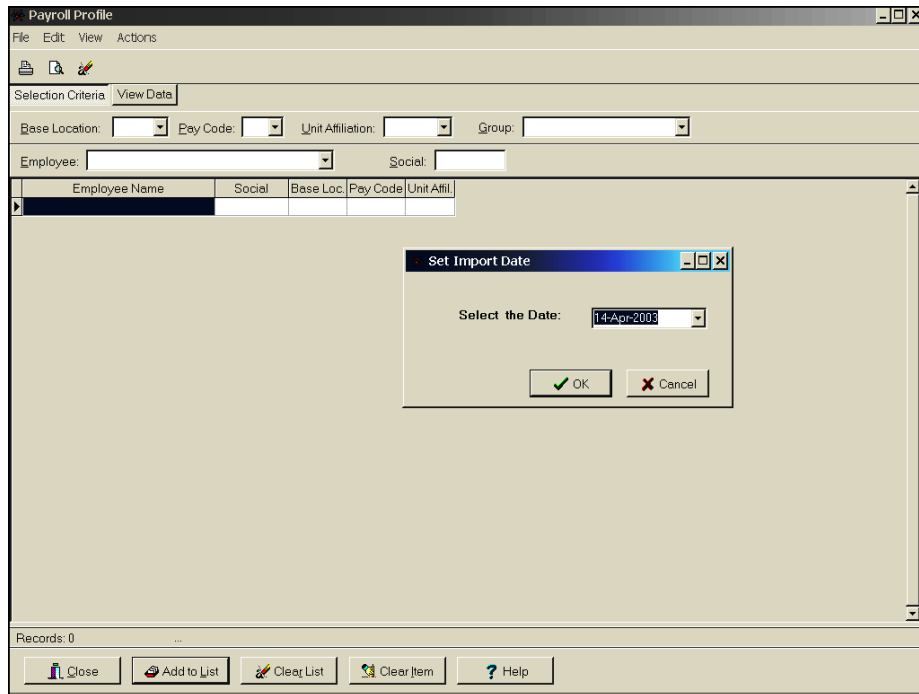 Payroll Profile
File Edit View Actions
Selection Criteria View Data
Base Location: Pay Code: Unit Affiliation: Group:
Employee: Social:
Employee Name Social Base Loc. Pay Code Unit Affil.
Set Import Date
Select the Date: 14-Apr-2003
OK Cancel
Records: 0 ...
Close Add to List Clear List Clear Item ? Help